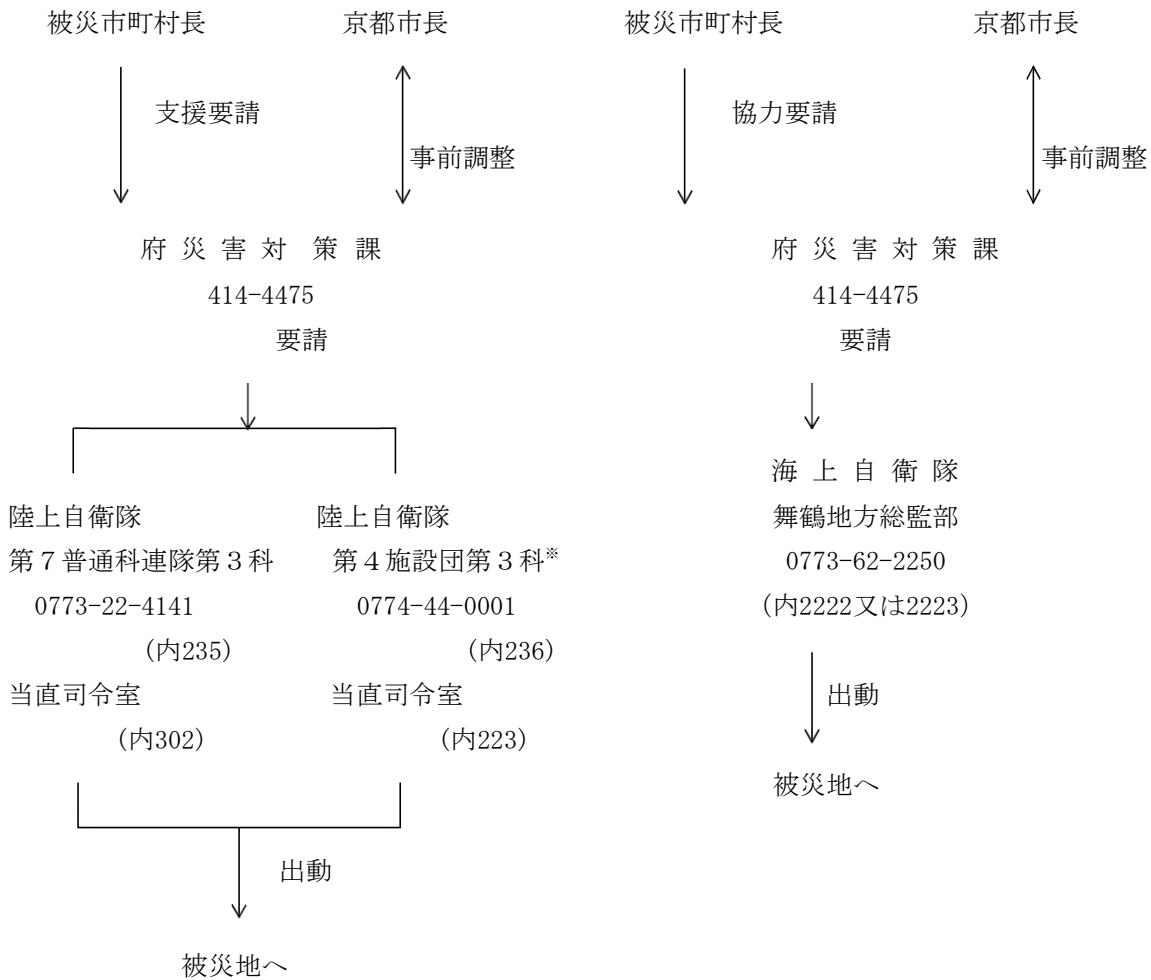 被災市町村長 京都市長
支援要請
事前調整
府災害対策課
414-4475
要請
陸上自衛隊
第７普通科連隊第３科
0773-22-4141
（内235）
当直司令室
（内302）
陸上自衛隊
第４施設団第３科※
0774-44-0001
（内236）
当直司令室
（内223）
出動
被災地へ
被災市町村長 京都市長
協力要請
事前調整
府災害対策課
414-4475
要請
海上自衛隊
舞鶴地方総監部
0773-62-2250
（内2222又は2223）
出動
被災地へ